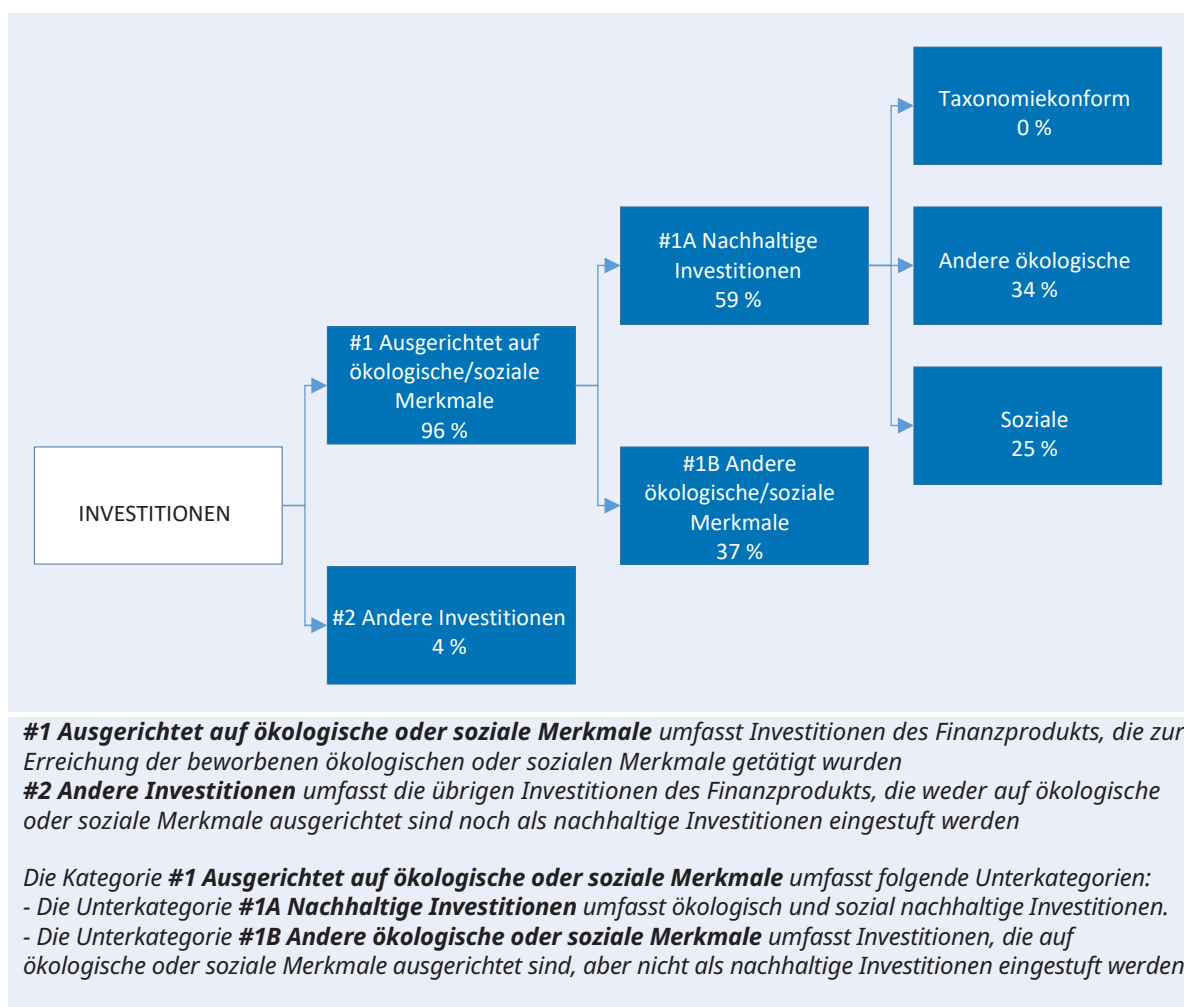 Taxonomiekonform
0 %
#1A Nachhaltige
Investitionen
59 %
Andere ökologische
34 %
#1 Ausgerichtet auf
ökologische/soziale
Merkmale
96 %
Soziale
25 %
#1B Andere
ökologische/soziale
Merkmale
37 %
INVESTITIONEN
#2 Andere Investitionen
4 %
#1 Ausgerichtet auf ökologische oder soziale Merkmale umfasst Investitionen des Finanzprodukts, die zur
Erreichung der beworbenen ökologischen oder sozialen Merkmale getätigt wurden
#2 Andere Investitionen umfasst die übrigen Investitionen des Finanzprodukts, die weder auf ökologische
oder soziale Merkmale ausgerichtet sind noch als nachhaltige Investitionen eingestuft werden
Die Kategorie #1 Ausgerichtet auf ökologische oder soziale Merkmale umfasst folgende Unterkategorien:
- Die Unterkategorie #1A Nachhaltige Investitionen umfasst ökologisch und sozial nachhaltige Investitionen.
- Die Unterkategorie #1B Andere ökologische oder soziale Merkmale umfasst Investitionen, die auf
ökologische oder soziale Merkmale ausgerichtet sind, aber nicht als nachhaltige Investitionen eingestuft werden